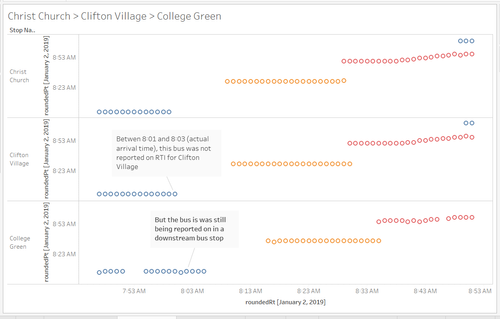 Christ Church > Clifton Village > College Green
Stop Na..
Christ
Church
roundedPt [January 2, 2019]
8:53 AM
8:23 AM
Clifton
Village
roundedPt [January 2, 2019]
8:53 AM
8:23 AM
Betwen 8:01 and 8:03 (actual
arrival time), this bus was not
reported on RTI for Clifton
Village
College
Green
roundedPt [January 2, 2019]
8:53 AM
8:23 AM
But the bus is was still
being reported on in a
downstream bus stop
7:53 AM
8:03 AM
8:13 AM
8:23 AM
8:33 AM
8:43 AM
8:53 AM
roundedRt [January 2, 2019]